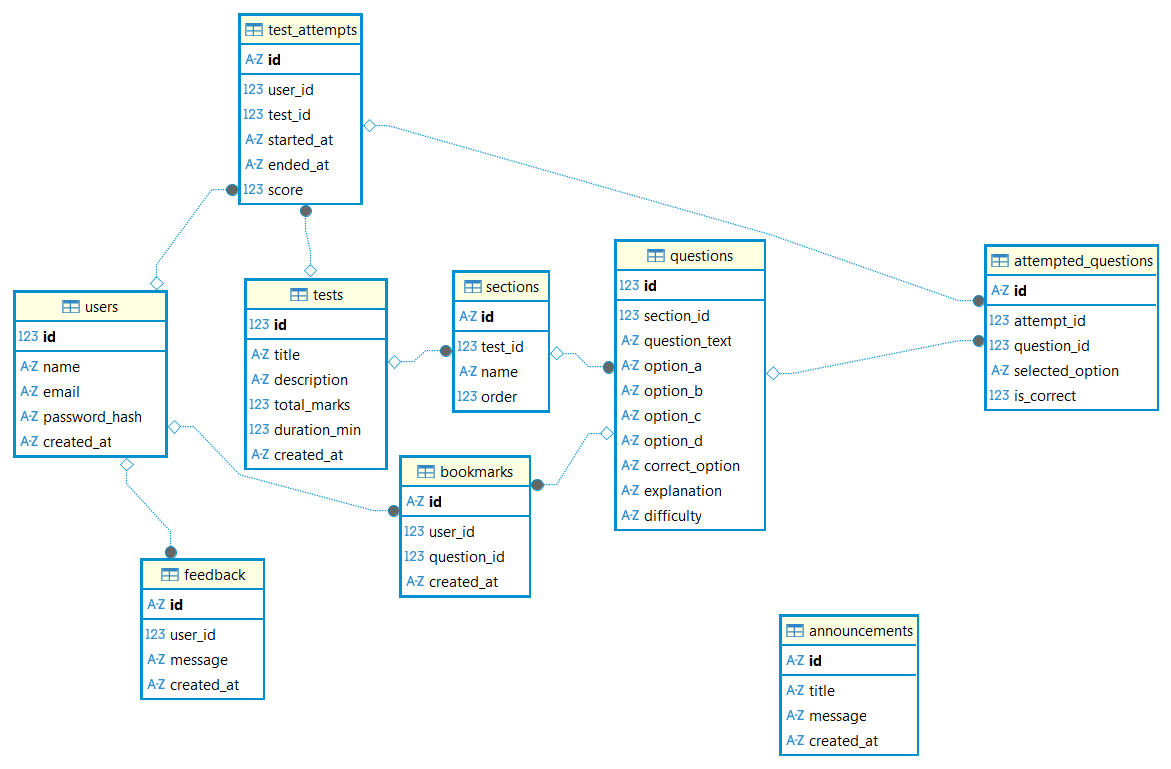 test_attempts
A-Z id
123 user_id
123 test_id
A-Z started_at
A-Z ended_at
123 score
users
123 id
A-Z name
A-Z email
A-Z password_hash
A-Z created_at
tests
123 id
A-Z title
A-Z description
123 total_marks
123 duration_min
A-Z created_at
sections
A-Z id
123 test_id
A-Z name
123 order
questions
123 id
123 section_id
A-Z question_text
A-Z option_a
A-Z option_b
A-Z option_c
A-Z option_d
A-Z correct_option
A-Z explanation
A-Z difficulty
attempted_questions
A-Z id
123 attempt_id
123 question_id
A-Z selected_option
123 is_correct
bookmarks
A-Z id
123 user_id
123 question_id
A-Z created_at
feedback
A-Z id
123 user_id
A-Z message
A-Z created_at
announcements
A-Z id
A-Z title
A-Z message
A-Z created_at